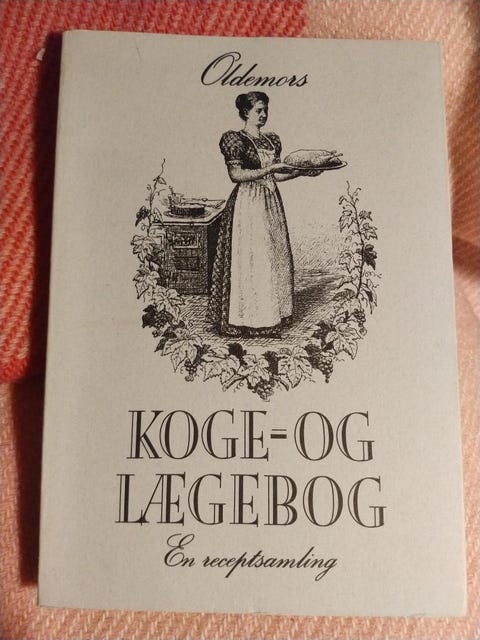 Oldemors
KOGE=OG
LÆGEBOG
En receptsamling